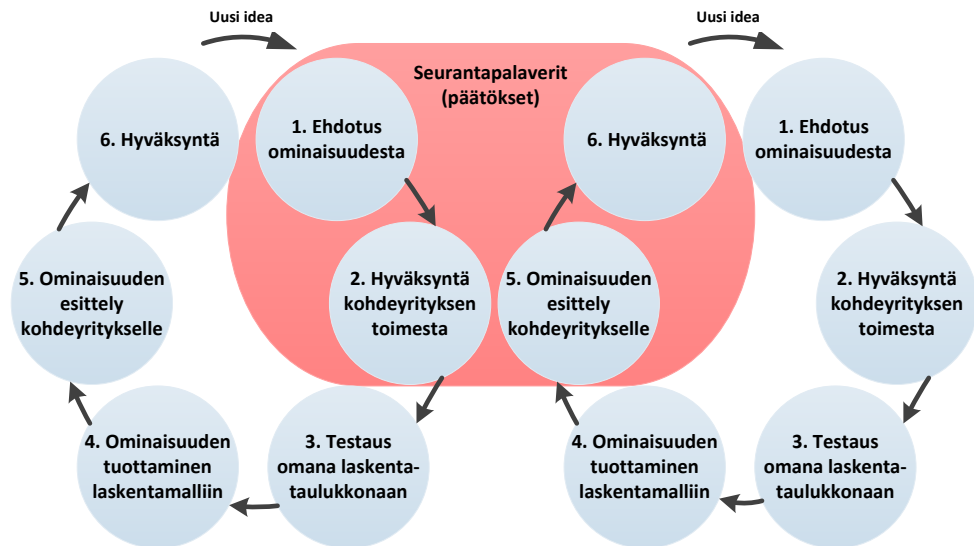 Uusi idea
Uusi idea
Seurantapalaverit
(päätökset)
6. Hyväksyntä
1. Ehdotus
ominaisuudesta
6. Hyväksyntä
1. Ehdotus
ominaisuudesta
5. Ominaisuuden
esittely
kohdeyritykselle
2. Hyväksyntä
kohdeyrityksen
toimesta
5. Ominaisuuden
esittely
kohdeyritykselle
2. Hyväksyntä
kohdeyrityksen
toimesta
4. Ominaisuuden
tuottaminen
laskentamalliin
3. Testaus
omana laskenta-
taulukkonaan
4. Ominaisuuden
tuottaminen
laskentamalliin
3. Testaus
omana laskenta-
taulukkonaan